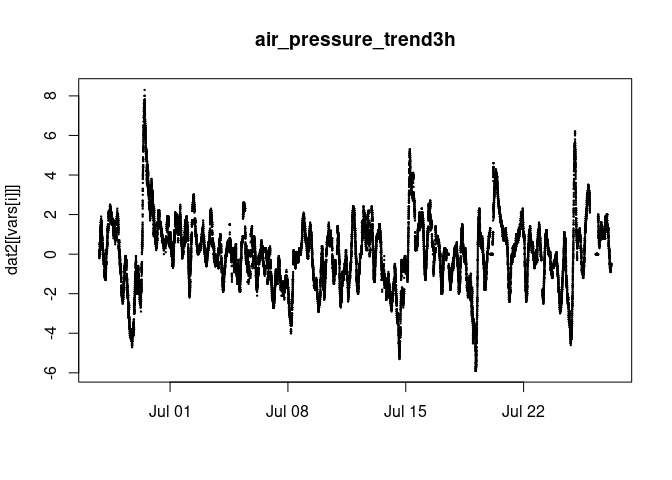 air_pressure_trend3h
dat2[[vars[i]]]
8
6
4
2
0
-2
-4
-6
Jul 01
Jul 08
Jul 15
Jul 22